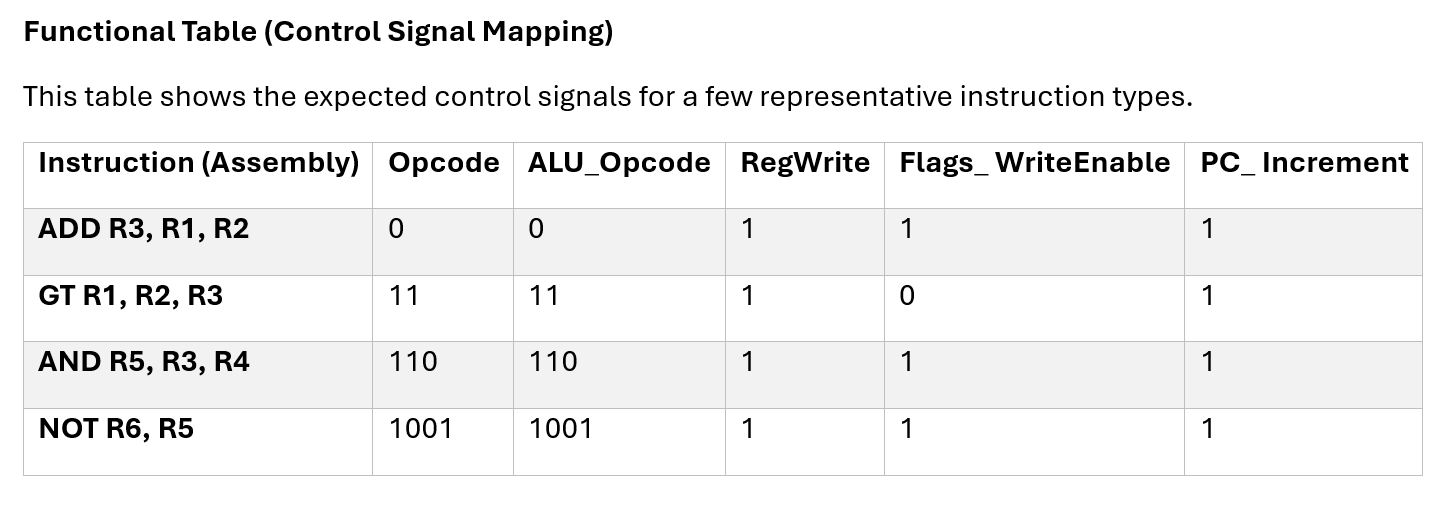 Functional Table (Control Signal Mapping)
This table shows the expected control signals for a few representative instruction types.
Instruction (Assembly) Opcode ALU_Opcode RegWrite Flags_ WriteEnable PC_ Increment
ADD R3, R1, R2 0 0 1 1 1
GT R1, R2, R3 11 11 1 0 1
AND R5, R3, R4 110 110 1 1 1
NOT R6, R5 1001 1001 1 1 1